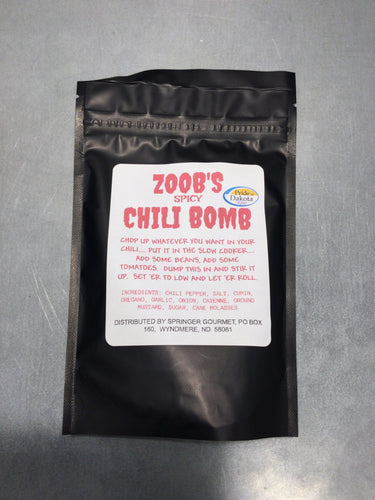 ZOOB'S
SPICY
CHILI BOMB
Pride of
Dakota
CHOP UP WHATEVER YOU WANT IN YOUR
CHILI.... PUT IT IN THE SLOW COOKER....
ADD SOME BEANS, ADD SOME
TOMATOES. DUMP THIS IN AND STIR IT
UP. SET 'ER TO LOW AND LET 'ER ROLL.
INGREDIENTS: CHILI PEPPER, SALT, CUMIN,
OREGANO, GARLIC, ONION, CAYENNE, GROUND
MUSTARD, SUGAR, CANE MOLASSES.
DISTRIBUTED BY SPRINGER GOURMET, PO BOX
160, WYNDMERE, ND 58081